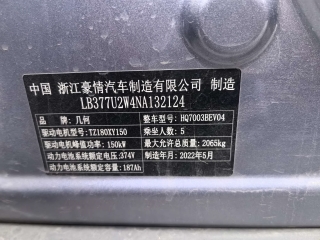 中国 浙江豪情汽车制造有限公司 制造
LB377U2W4NA132124
品牌：几何 整车型号：HQ7003BEV04
驱动电机型号：TZ180XY150 乘坐人数：5
驱动电机峰值功率：150kW 最大允许总质量：2065kg
动力电池系统额定电压：374V 制造年月：2022年5月
动力电池系统额定容量：187Ah